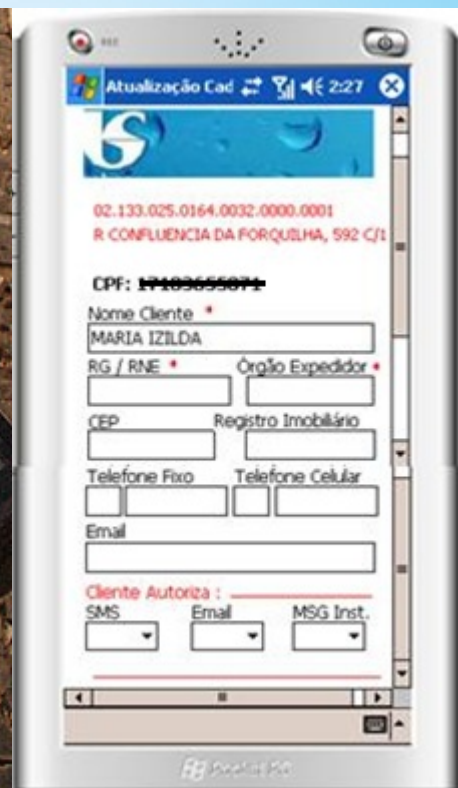 Atualização Cad 2:27
02.133.025.0164.0032.0000.0001
R CONFLUENCIA DA FORQUILHA, 592 C/1
CPF:
Nome Cliente *
MARIA IZILDA
RG / RNE * Órgão Expedidor *
CEP Registro Imobiliário
Telefone Fixo Telefone Celular
Email
Cliente Autoriza :
SMS Email MSG Inst.
Pocket PC